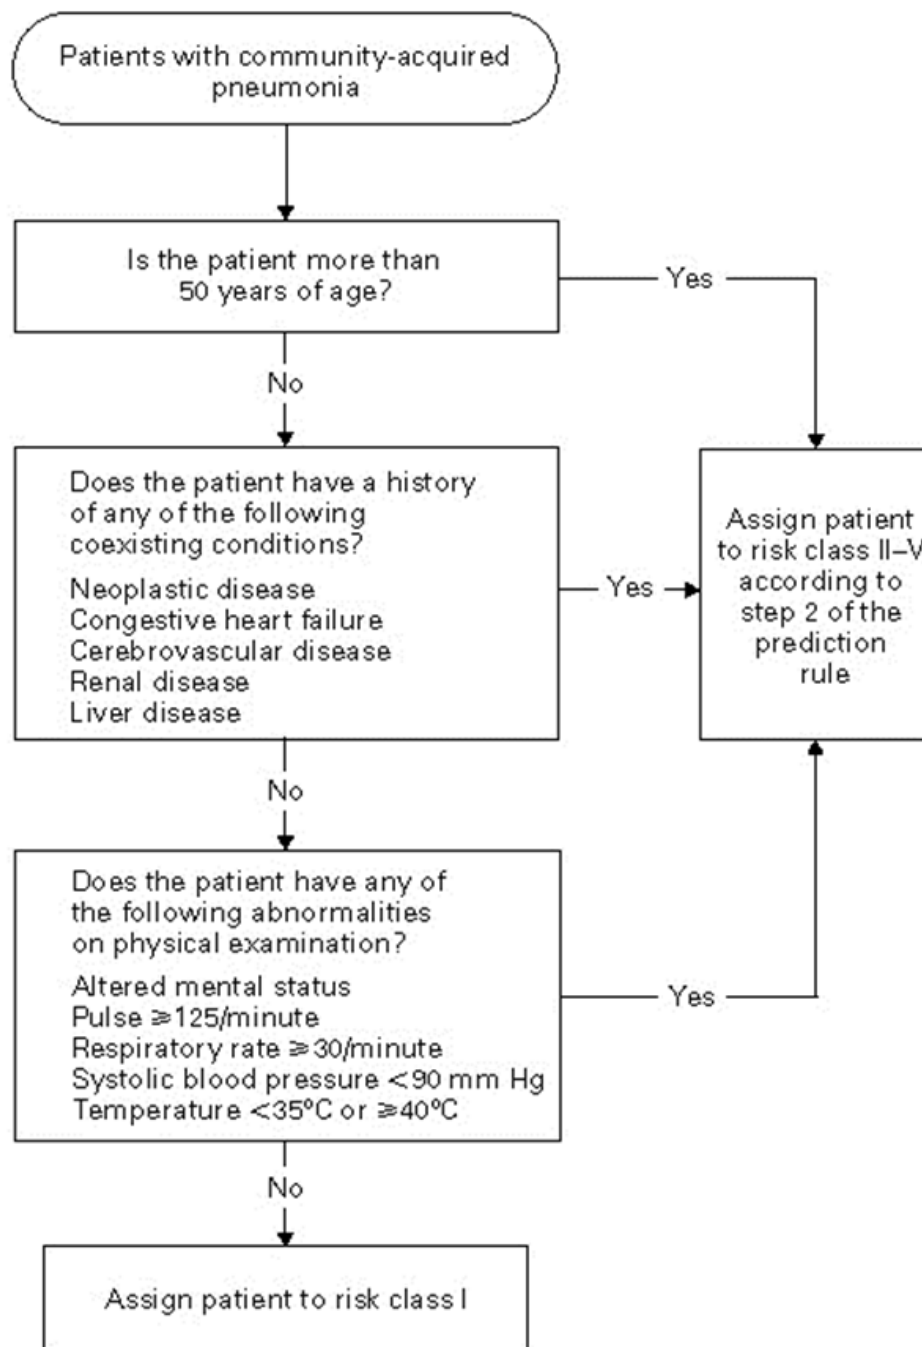 Patients with community-acquired
pneumonia
Is the patient more than
50 years of age?
Yes
No
Does the patient have a history
of any of the following
coexisting conditions?
Neoplastic disease
Congestive heart failure
Cerebrovascular disease
Renal disease
Liver disease
Yes
Assign patient
to risk class II–V
according to
step 2 of the
prediction
rule
No
Does the patient have any of
the following abnormalities
on physical examination?
Altered mental status
Pulse ⩾125/minute
Respiratory rate ⩾30/minute
Systolic blood pressure <90 mm Hg
Temperature <35ºC or ⩾40ºC
Yes
No
Assign patient to risk class I